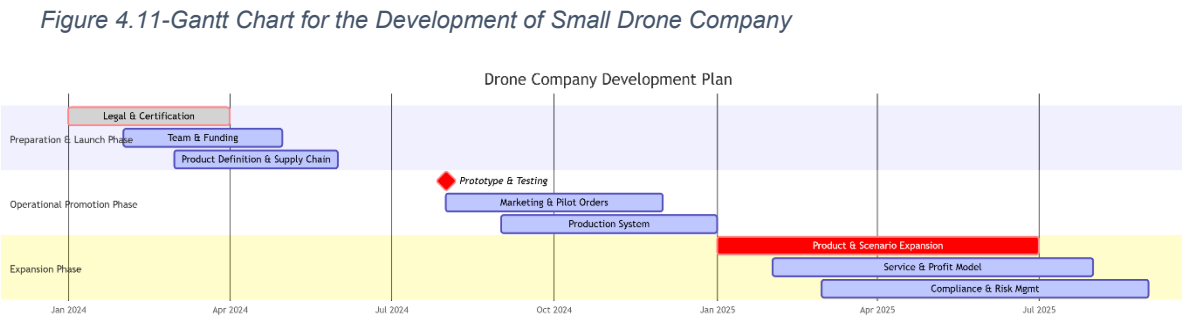 Figure 4.11-Gantt Chart for the Development of Small Drone Company
Drone Company Development Plan
Legal & Certification
Preparation & Launch Phase
Team & Funding
Product Definition & Supply Chain
Prototype & Testing
Operational Promotion Phase
Marketing & Pilot Orders
Production System
Product & Scenario Expansion
Expansion Phase
Service & Profit Model
Compliance & Risk Mgmt
Jan 2024 Apr 2024 Jul 2024 Oct 2024 Jan 2025 Apr 2025 Jul 2025